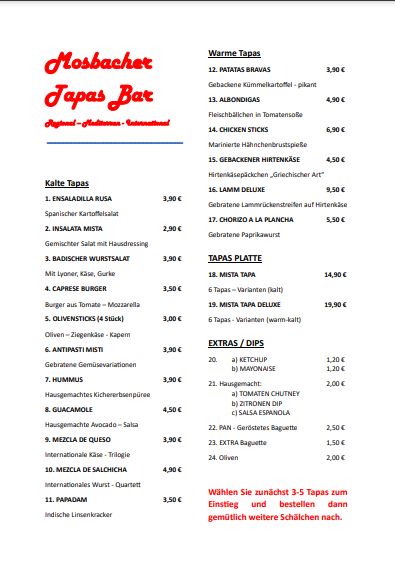 Mosbacher
Tapas Bar
Regional – Mediterran - International
Kalte Tapas
1. ENSALADILLA RUSA 3,90 €
Spanischer Kartoffelsalat
2. INSALATA MISTA 2,90 €
Gemischter Salat mit Hausdressing
3. BADISCHER WURSTSALAT 3,90 €
Mit Lyoner, Käse, Gurke
4. CAPRESE BURGER 3,50 €
Burger aus Tomate – Mozzarella
5. OLIVENSTICKS (4 Stück) 3,00 €
Oliven – Ziegenkäse - Kapern
6. ANTIPASTI MISTI 3,90 €
Gebratene Gemüsevariationen
7. HUMMUS 3,90 €
Hausgemachtes Kichererbsenpüree
8. GUACAMOLE 4,50 €
Hausgemachte Avocado – Salsa
9. MEZCLA DE QUESO 3,90 €
Internationale Käse - Trilogie
10. MEZCLA DE SALCHICHA 4,90 €
Internationales Wurst - Quartett
11. PAPADAM 3,50 €
Indische Linsenkracker
Warme Tapas
12. PATATAS BRAVAS 3,90 €
Gebackene Kümmelkartoffel - pikant
13. ALBONDIGAS 4,90 €
Fleischbällchen in Tomatensoße
14. CHICKEN STICKS 6,90 €
Marinierte Hähnchenbrustspieße
15. GEBACKENER HIRTENKÄSE 4,50 €
Hirtenkäsepäckchen „Griechischer Art"
16. LAMM DELUXE 9,50 €
Gebratene Lammrückenstreifen auf Hirtenkäse
17. CHORIZO A LA PLANCHA 5,50 €
Gebratene Paprikawurst
TAPAS PLATTE
18. MISTA TAPA 14,90 €
6 Tapas – Varianten (kalt)
19. MISTA TAPA DELUXE 19,90 €
6 Tapas - Varianten (warm-kalt)
EXTRAS / DIPS
20. a) KETCHUP 1,20 €
b) MAYONAISE 1,20 €
21. Hausgemacht: 2,00 €
a) TOMATEN CHUTNEY
b) ZITRONEN DIP
c) SALSA ESPANOLA
22. PAN - Geröstetes Baguette 2,50 €
23. EXTRA Baguette 1,50 €
24. Oliven 2,00 €
Wählen Sie zunächst 3-5 Tapas zum
Einstieg und bestellen dann
gemütlich weitere Schälchen nach.